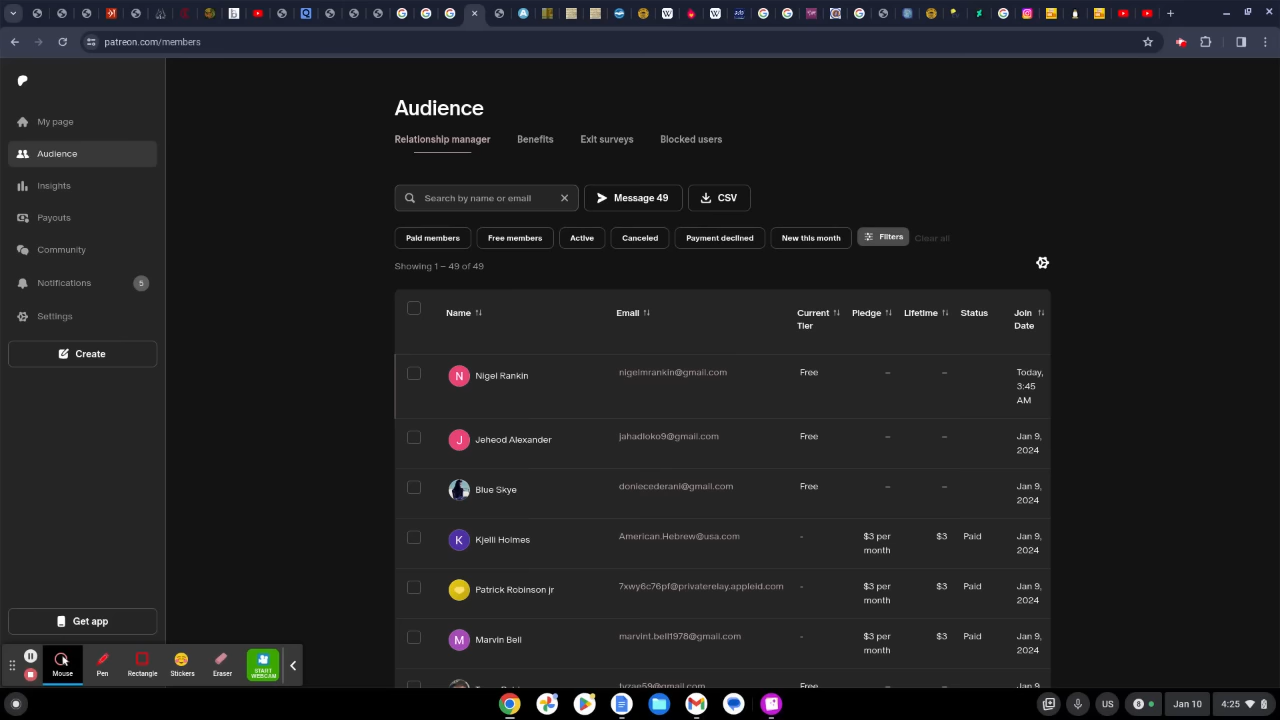 patreon.com/members
Audience
My page
Relationship manager Benefits Exit surveys Blocked users
Audience
Insights
Search by name or email Message 49 CSV
Payouts
Paid members Free members Active Canceled Payment declined New this month Filters Clear all
Community
Showing 1 – 49 of 49
Notifications 5
Settings
Name Email Current Tier Pledge Lifetime Status Join Date
Create
Nigel Rankin nigelmrankin@gmail.com Free – – Today, 3:45 AM
Jeheod Alexander jahadloko9@gmail.com Free – – Jan 9, 2024
Blue Skye doniecederani@gmail.com Free – – Jan 9, 2024
Kjelli Holmes American.Hebrew@usa.com - $3 per month $3 Paid Jan 9, 2024
Patrick Robinson jr 7xwy6c76pf@privaterelay.appleid.com - $3 per month $3 Paid Jan 9, 2024
Get app
Marvin Bell marvint.bell1978@gmail.com - $3 per month $3 Paid Jan 9, 2024
Mouse Pen Rectangle Stickers Eraser START WEBCAM
Free Jan 9,
US 8 Jan 10 4:25